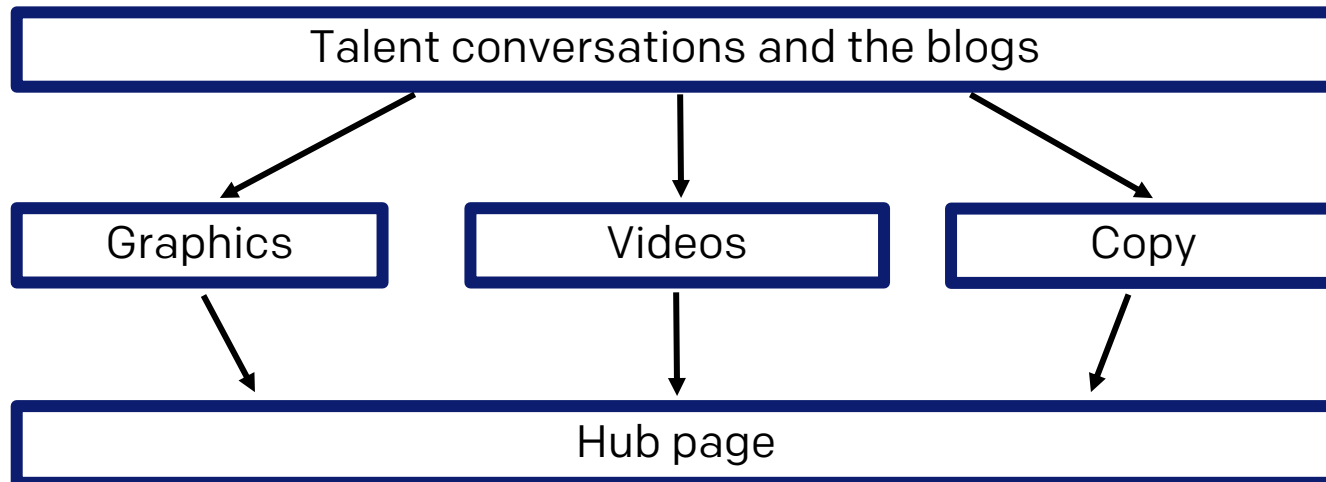 Talent conversations and the blogs
Graphics
Videos
Copy
Hub page